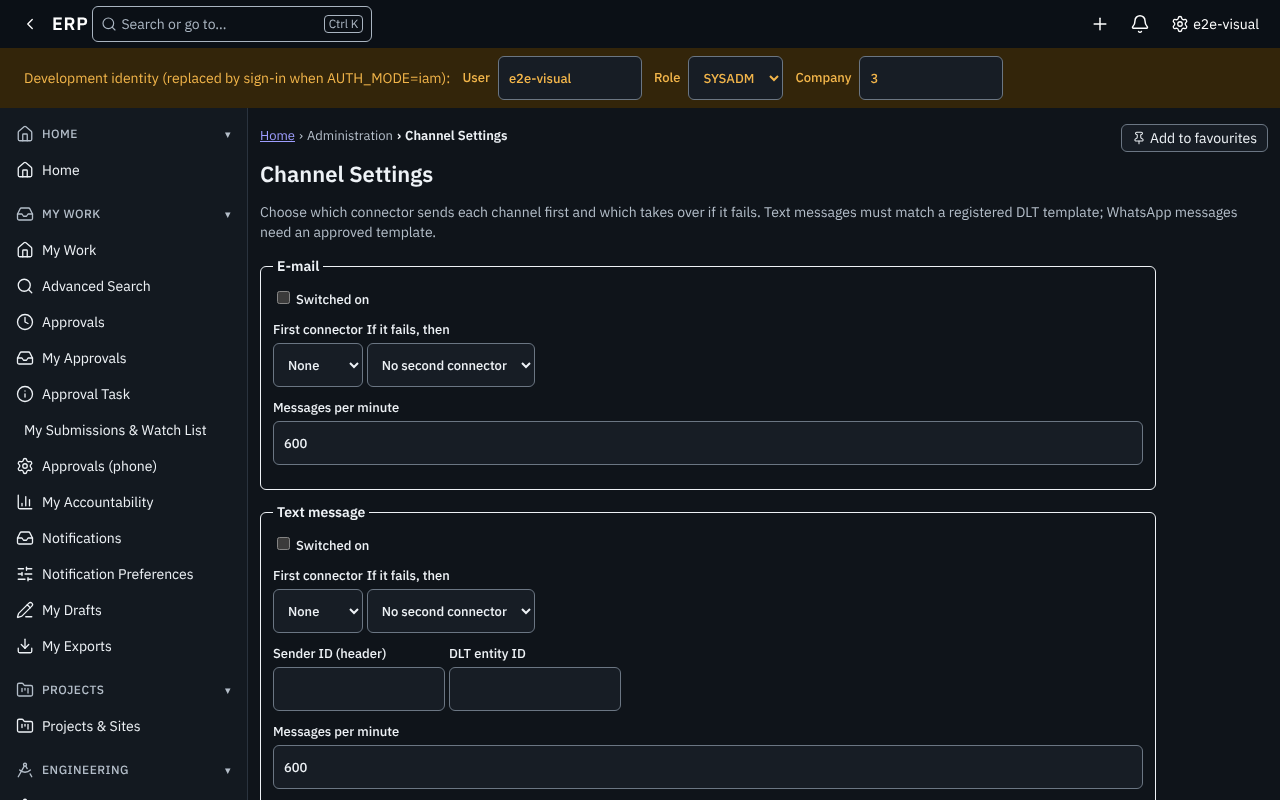 ERP
Search or go to...
Ctrl K
e2e-visual
Development identity (replaced by sign-in when AUTH_MODE=iam): User e2e-visual Role SYSADM Company 3
HOME
Home
MY WORK
My Work
Advanced Search
Approvals
My Approvals
Approval Task
My Submissions & Watch List
Approvals (phone)
My Accountability
Notifications
Notification Preferences
My Drafts
My Exports
PROJECTS
Projects & Sites
ENGINEERING
Home › Administration › Channel Settings
Add to favourites
Channel Settings
Choose which connector sends each channel first and which takes over if it fails. Text messages must match a registered DLT template; WhatsApp messages
need an approved template.
E-mail
Switched on
First connector If it fails, then
None No second connector
Messages per minute
600
Text message
Switched on
First connector If it fails, then
None No second connector
Sender ID (header) DLT entity ID
Messages per minute
600